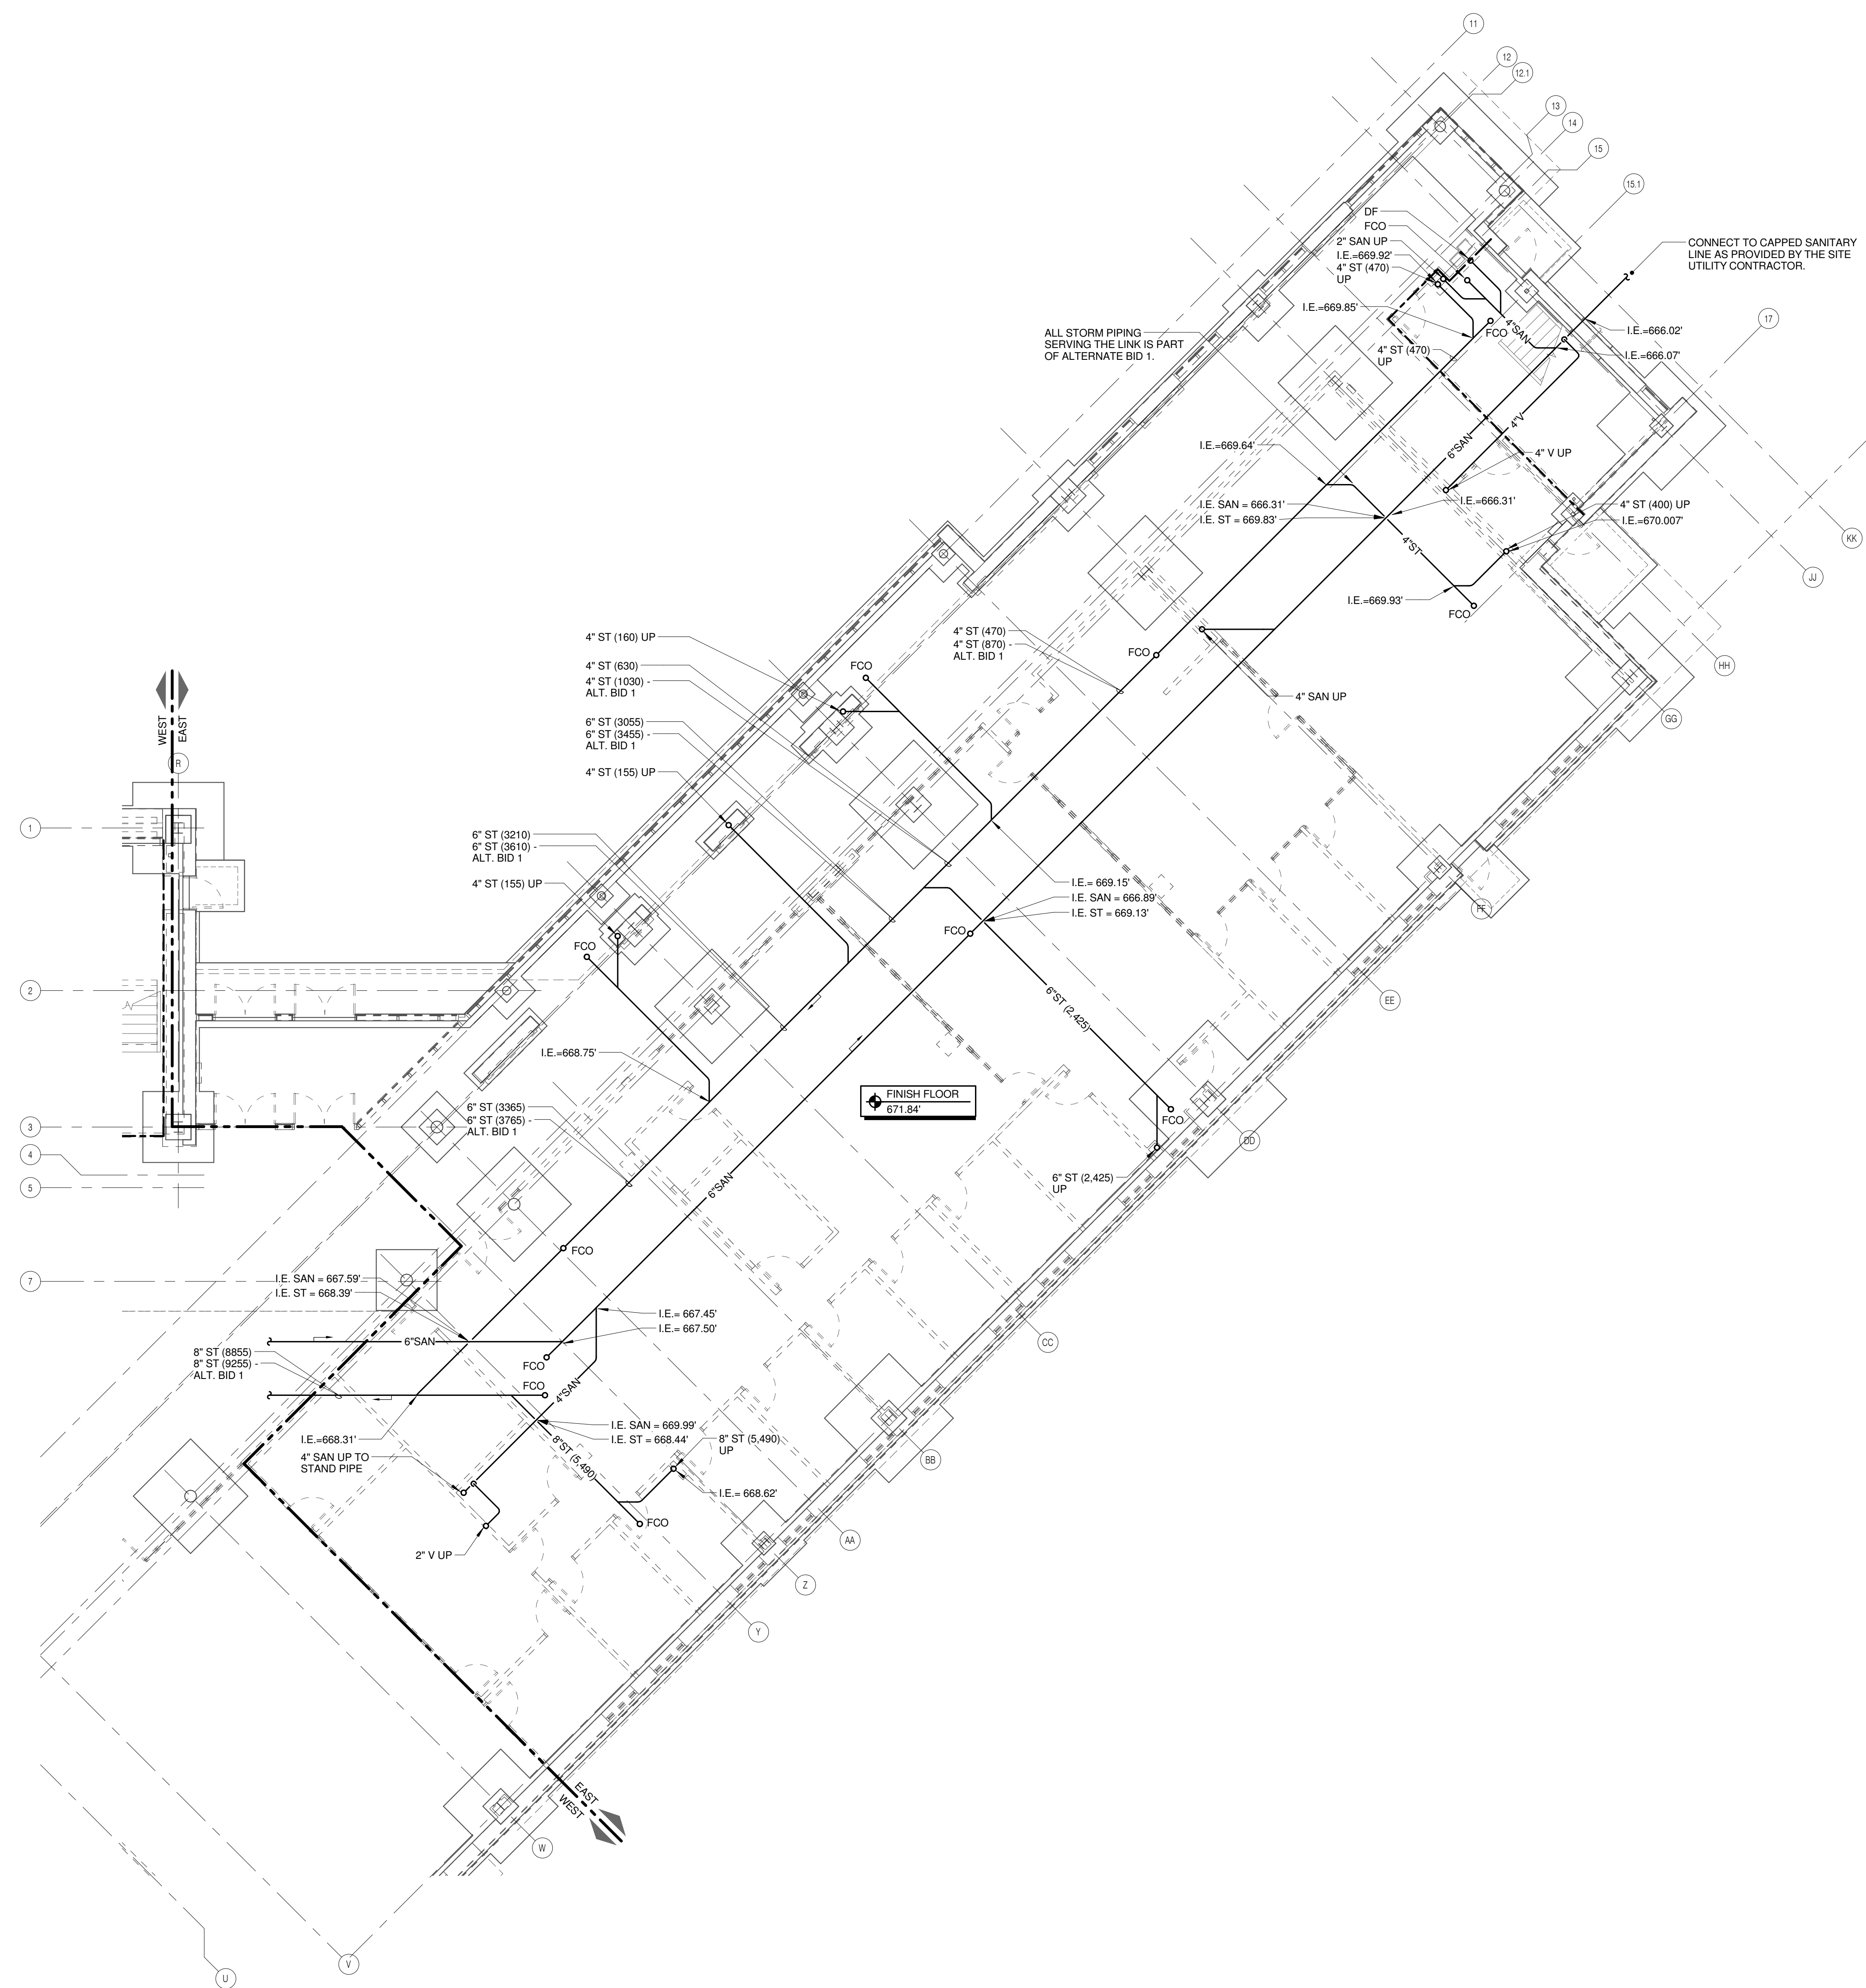 11
12
12.1
13
14
15
15.1
17
DF
FCO
2" SAN UP
I.E.=669.92'
4" ST (470)
UP
I.E.=669.85'
4" ST (470)
UP
FCO
4"SAN
CONNECT TO CAPPED SANITARY
LINE AS PROVIDED BY THE SITE
UTILITY CONTRACTOR.
I.E.=666.02'
I.E.=666.07'
ALL STORM PIPING
SERVING THE LINK IS PART
OF ALTERNATE BID 1.
I.E.=669.64'
6"SAN
4"V
4" V UP
I.E. SAN = 666.31'
I.E. ST = 669.83'
I.E.=666.31'
4" ST (400) UP
I.E.=670.007'
4"ST
I.E.=669.93'
FCO
KK
JJ
HH
GG
4" ST (160) UP
4" ST (630)
4" ST (1030) -
ALT. BID 1
FCO
4" ST (470)
4" ST (870) -
ALT. BID 1
FCO
4" SAN UP
6" ST (3055)
6" ST (3455) -
ALT. BID 1
4" ST (155) UP
WEST
EAST
R
1
6" ST (3210)
6" ST (3610) -
ALT. BID 1
4" ST (155) UP
I.E.= 669.15'
I.E. SAN = 666.89'
I.E. ST = 669.13'
FF
FCO
FCO
2
EE
6"ST (2,425)
I.E.=668.75'
FINISH FLOOR
671.84'
6" ST (3365)
6" ST (3765) -
ALT. BID 1
3
4
5
FCO
DD
6" ST (2,425)
UP
6"SAN
FCO
7
I.E. SAN = 667.59'
I.E. ST = 668.39'
I.E.= 667.45'
I.E.= 667.50'
6"SAN
CC
8" ST (8855)
8" ST (9255) -
ALT. BID 1
FCO
FCO
4"SAN
I.E. SAN = 669.99'
I.E. ST = 668.44'
I.E.=668.31'
4" SAN UP TO
STAND PIPE
8"ST (5,490)
8" ST (5,490)
UP
BB
I.E.= 668.62'
FCO
AA
2" V UP
Z
Y
EAST
WEST
W
V
U